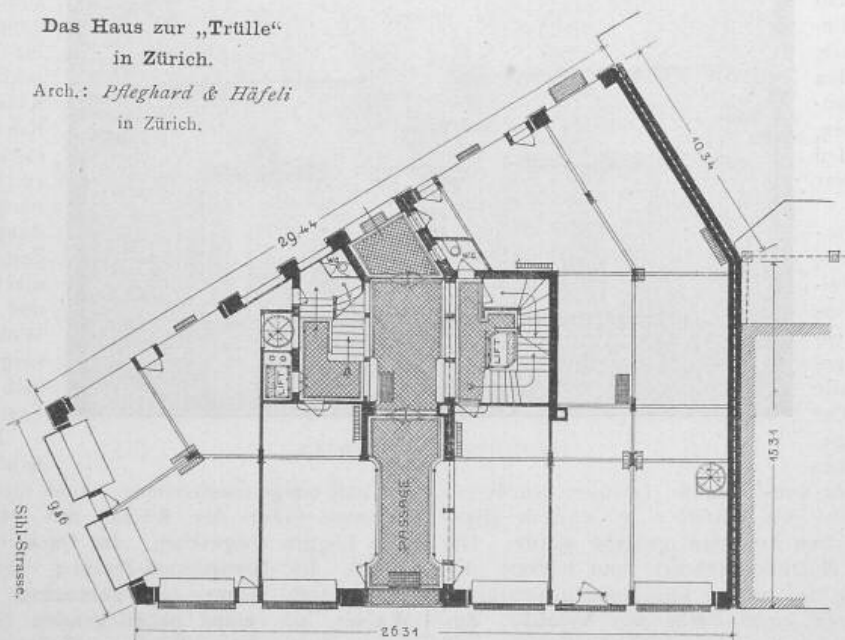 Das Haus zur „Trülle“
in Zürich.
Arch.: Pfleghard & Häfeli
in Zürich.
10.34
29.44
W.C.
W.C.
LIFT
LIFT
PASSAGE
15.31
9.46
Sihl-Strasse.
26 31